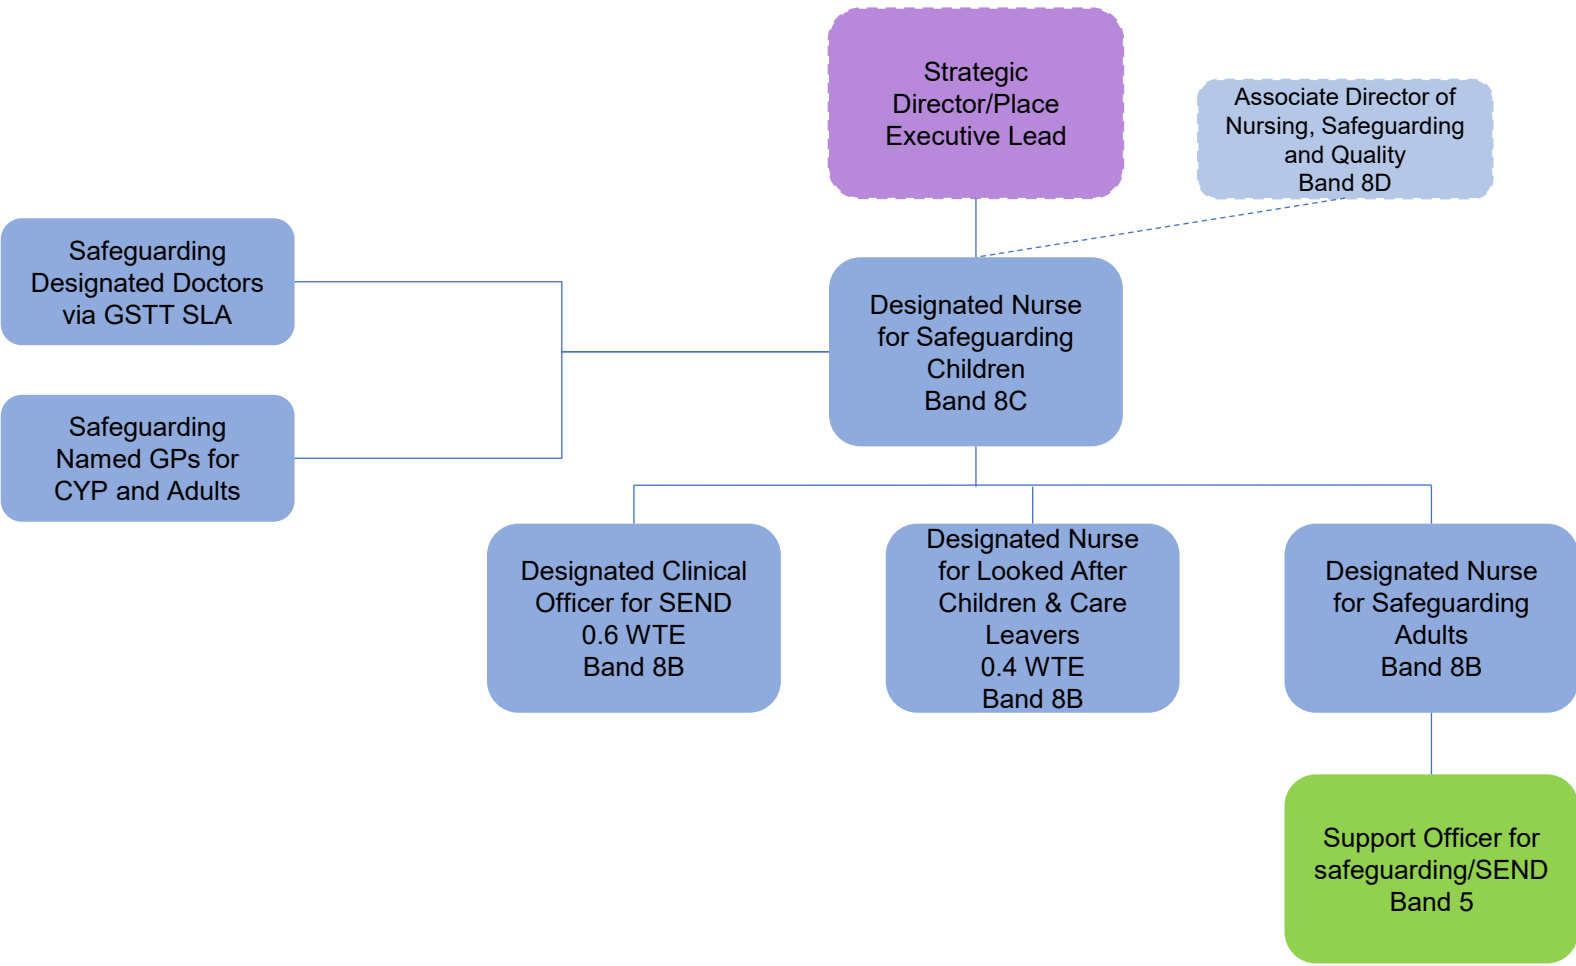 Strategic
Director/Place
Executive Lead
Associate Director of
Nursing, Safeguarding
and Quality
Band 8D
Safeguarding
Designated Doctors
via GSTT SLA
Designated Nurse
for Safeguarding
Children
Band 8C
Safeguarding
Named GPs for
CYP and Adults
Designated Clinical
Officer for SEND
0.6 WTE
Band 8B
Designated Nurse
for Looked After
Children & Care
Leavers
0.4 WTE
Band 8B
Designated Nurse
for Safeguarding
Adults
Band 8B
Support Officer for
safeguarding/SEND
Band 5